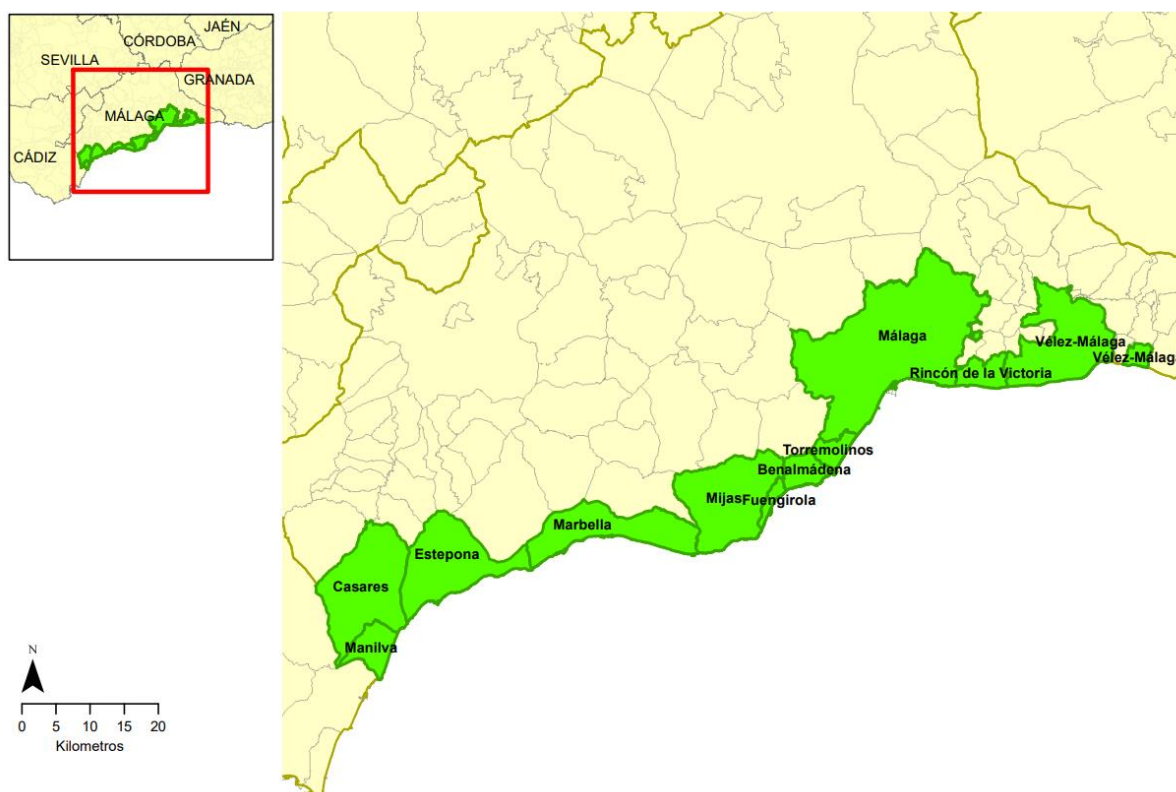 JAÉN
CÓRDOBA
SEVILLA
GRANADA
MÁLAGA
CÁDIZ
Málaga
Vélez-Málaga
Vélez-Málaga
Rincón de la Victoria
Torremolinos
Benalmádena
Mijas
Fuengirola
Marbella
Estepona
Casares
Manilva
N
0 5 10 15 20
Kilometros